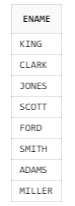 ENAME
KING
CLARK
JONES
SCOTT
FORD
SMITH
ADAMS
MILLER